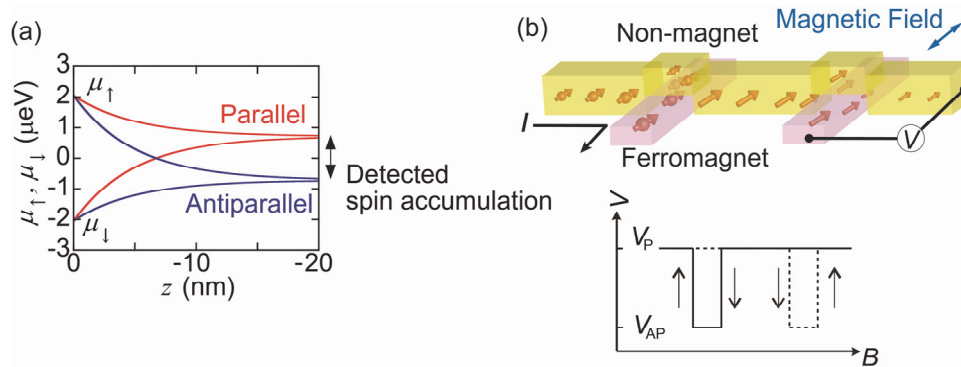 (a)
3
2
1
0
-1
-2
-3
μ↑, μ↓ (μeV)
μ↑
Parallel
Antiparallel
μ↓
0
-10
-20
z (nm)
Detected
spin accumulation
(b)
Magnetic Field
Non-magnet
I
V
Ferromagnet
V
VP
VAP
B